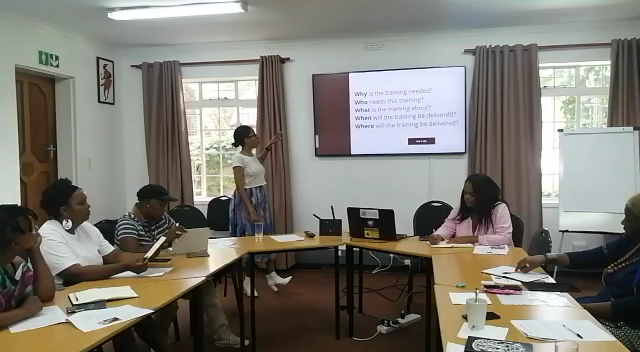 Why is the training needed?
Who needs this training?
What is the training about?
When will the training be delivered?
Where will the training be delivered?